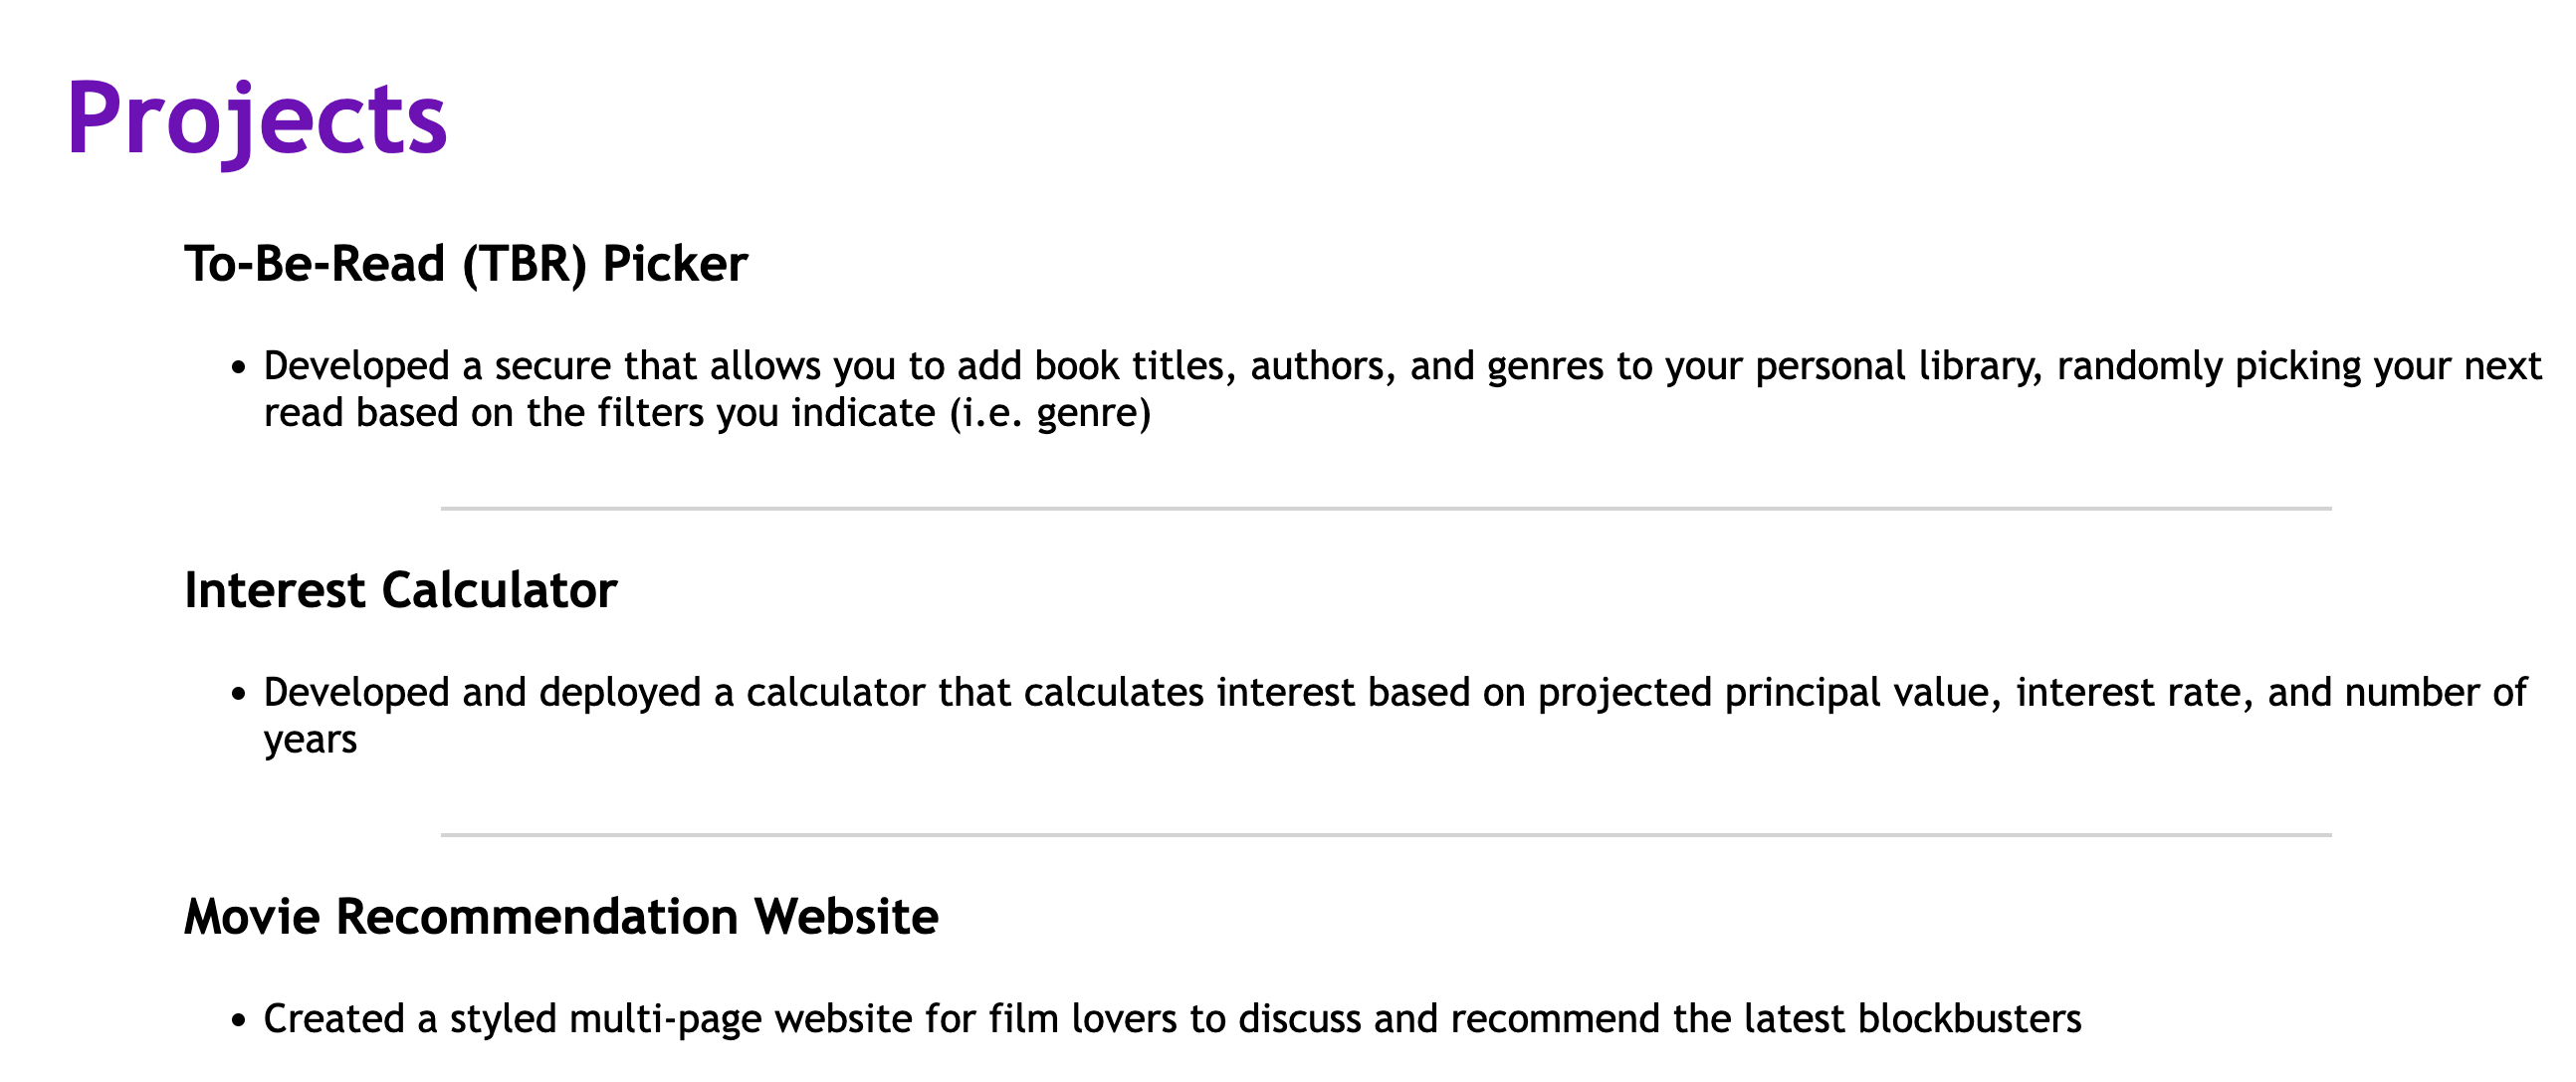 Projects
To-Be-Read (TBR) Picker
• Developed a secure that allows you to add book titles, authors, and genres to your personal library, randomly picking your next
read based on the filters you indicate (i.e. genre)
Interest Calculator
• Developed and deployed a calculator that calculates interest based on projected principal value, interest rate, and number of
years
Movie Recommendation Website
• Created a styled multi-page website for film lovers to discuss and recommend the latest blockbusters